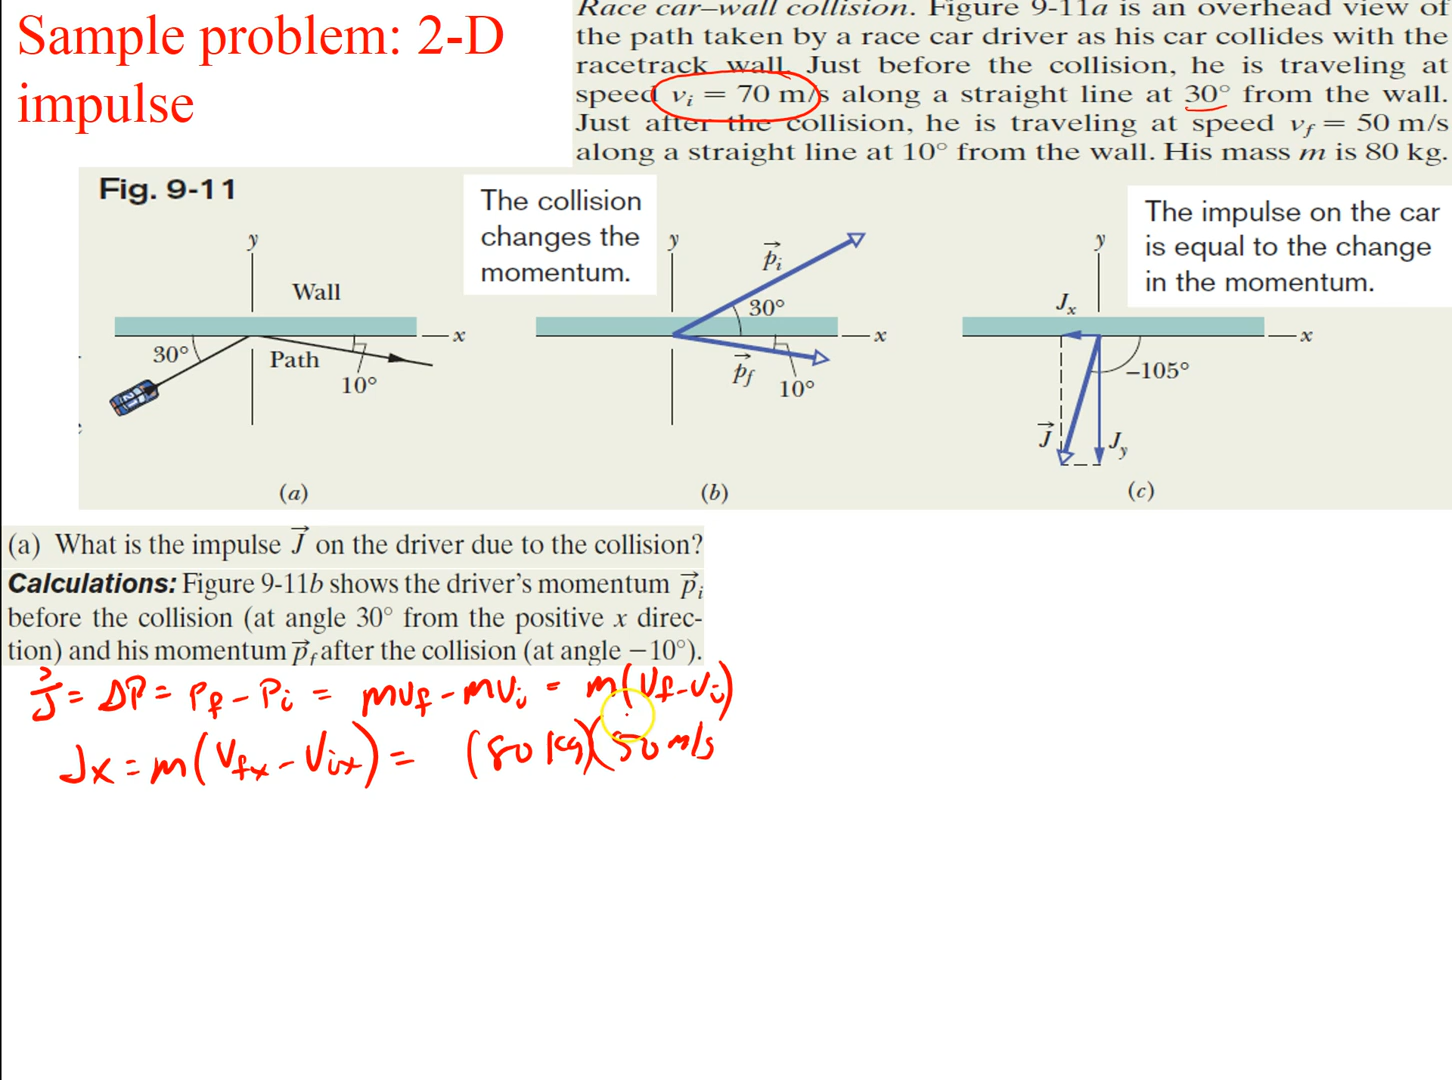 Sample problem: 2-D
impulse
Race car–wall collision. Figure 9-11a is an overhead view of
the path taken by a race car driver as his car collides with the
racetrack wall. Just before the collision, he is traveling at
speed vᵢ = 70 m/s along a straight line at 30° from the wall.
Just after the collision, he is traveling at speed v_f = 50 m/s
along a straight line at 10° from the wall. His mass m is 80 kg.
Fig. 9-11
The collision
changes the
momentum.
The impulse on the car
is equal to the change
in the momentum.
y
Wall
x
30°
Path
10°
(a)
y
p⃗ᵢ
30°
x
p⃗_f
10°
(b)
y
Jₓ
x
–105°
J⃗
J_y
(c)
(a) What is the impulse J⃗ on the driver due to the collision?
Calculations: Figure 9-11b shows the driver's momentum p⃗ᵢ
before the collision (at angle 30° from the positive x direc-
tion) and his momentum p⃗_f after the collision (at angle −10°).
J⃗ = ΔP = P_f − Pᵢ = mv_f − mvᵢ = m(v_f − vᵢ)
Jx = m(v_fx − v_ix) = (80 kg)(50 m/s